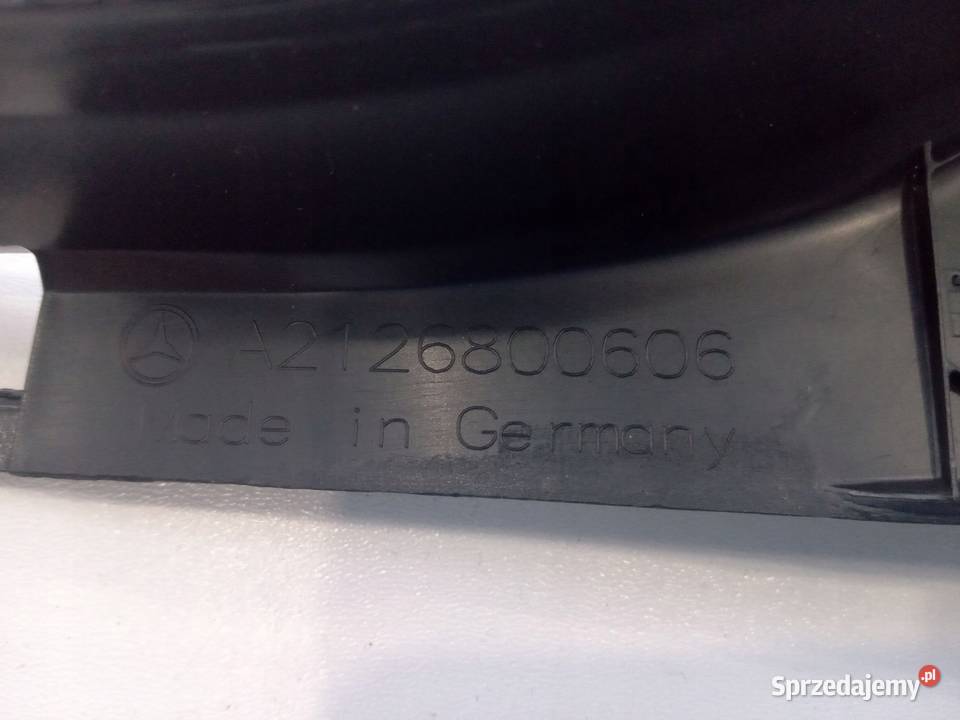 A2126800606
Made in Germany
Sprzedajemy.pl